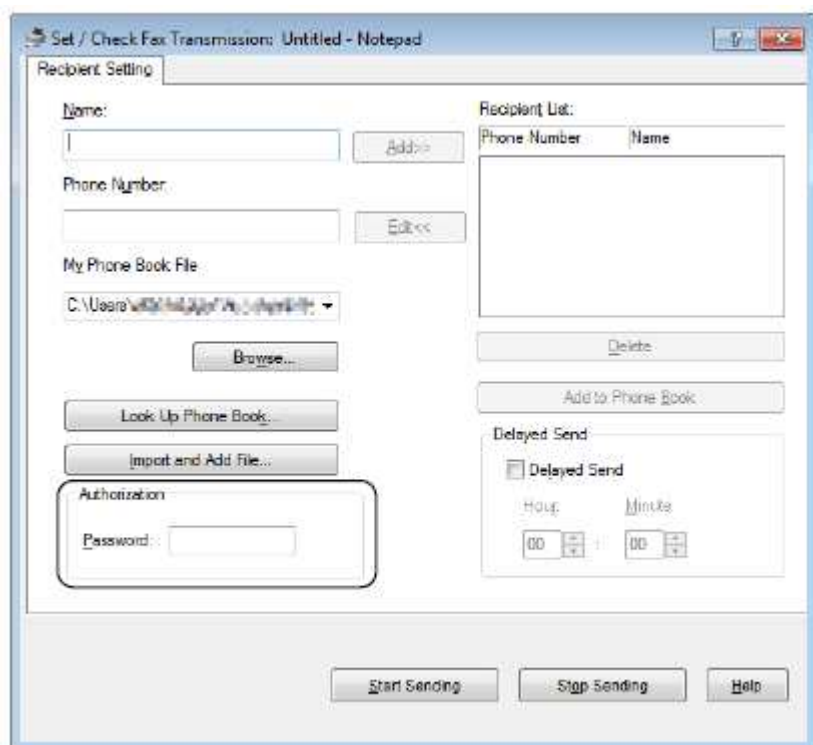 Set / Check Fax Transmission: Untitled - Notepad
Recipient Setting
Name:
Add>>
Phone Number:
Edit<<
My Phone Book File
C:\Users\
Browse...
Look Up Phone Book...
Import and Add File...
Authorization
Password:
Recipient List:
Phone Number Name
Delete
Add to Phone Book
Delayed Send
Delayed Send
Hour: Minute
00 : 00
Start Sending Stop Sending Help